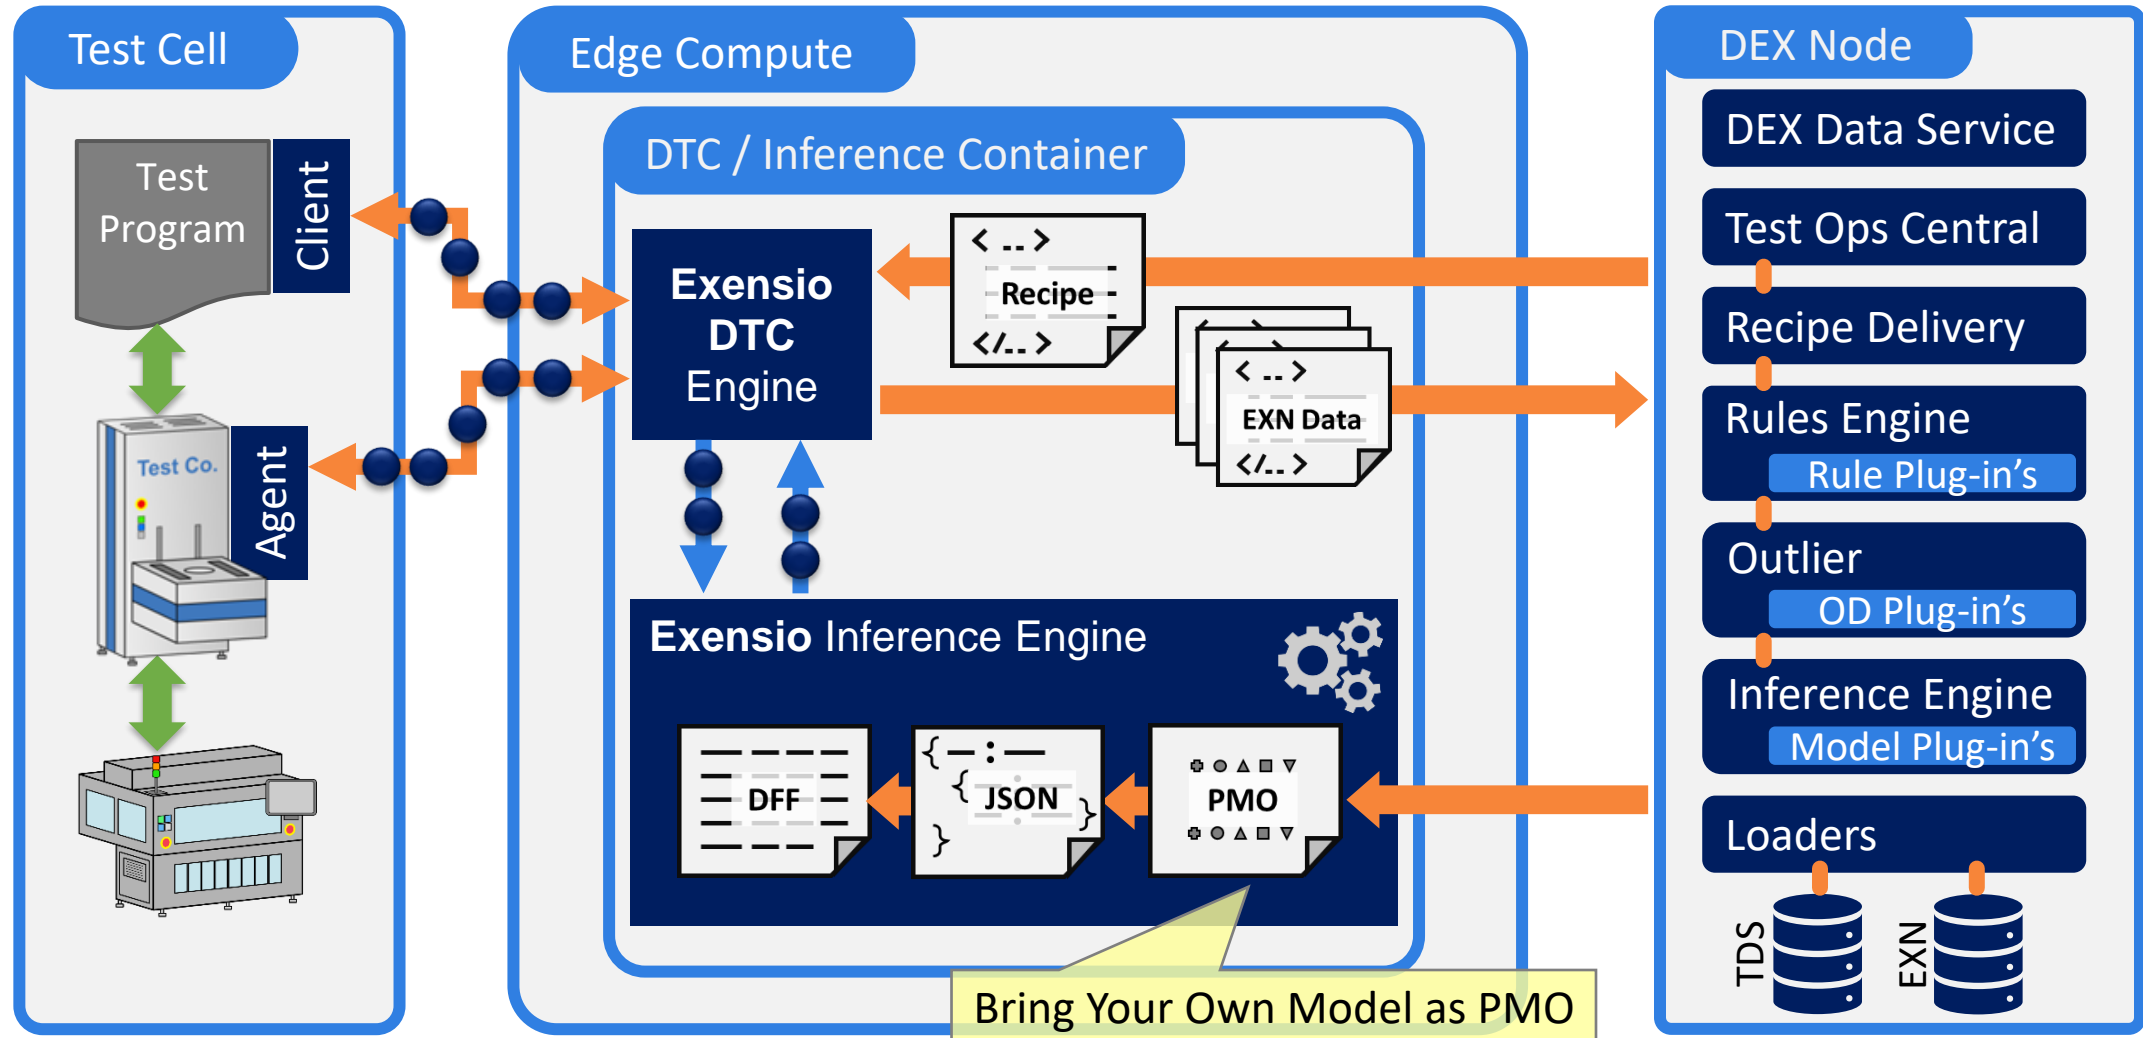 Test Cell
Test
Program
Client
Test Co.
Agent
Edge Compute
DTC / Inference Container
Exensio
DTC
Engine
< -- >
Recipe
</-- >
< -- >
EXN Data
</-- >
Exensio Inference Engine
DFF
{ — : —
{ JSON }
}
PMO
Bring Your Own Model as PMO
DEX Node
DEX Data Service
Test Ops Central
Recipe Delivery
Rules Engine
Rule Plug-in’s
Outlier
OD Plug-in’s
Inference Engine
Model Plug-in’s
Loaders
TDS
EXN